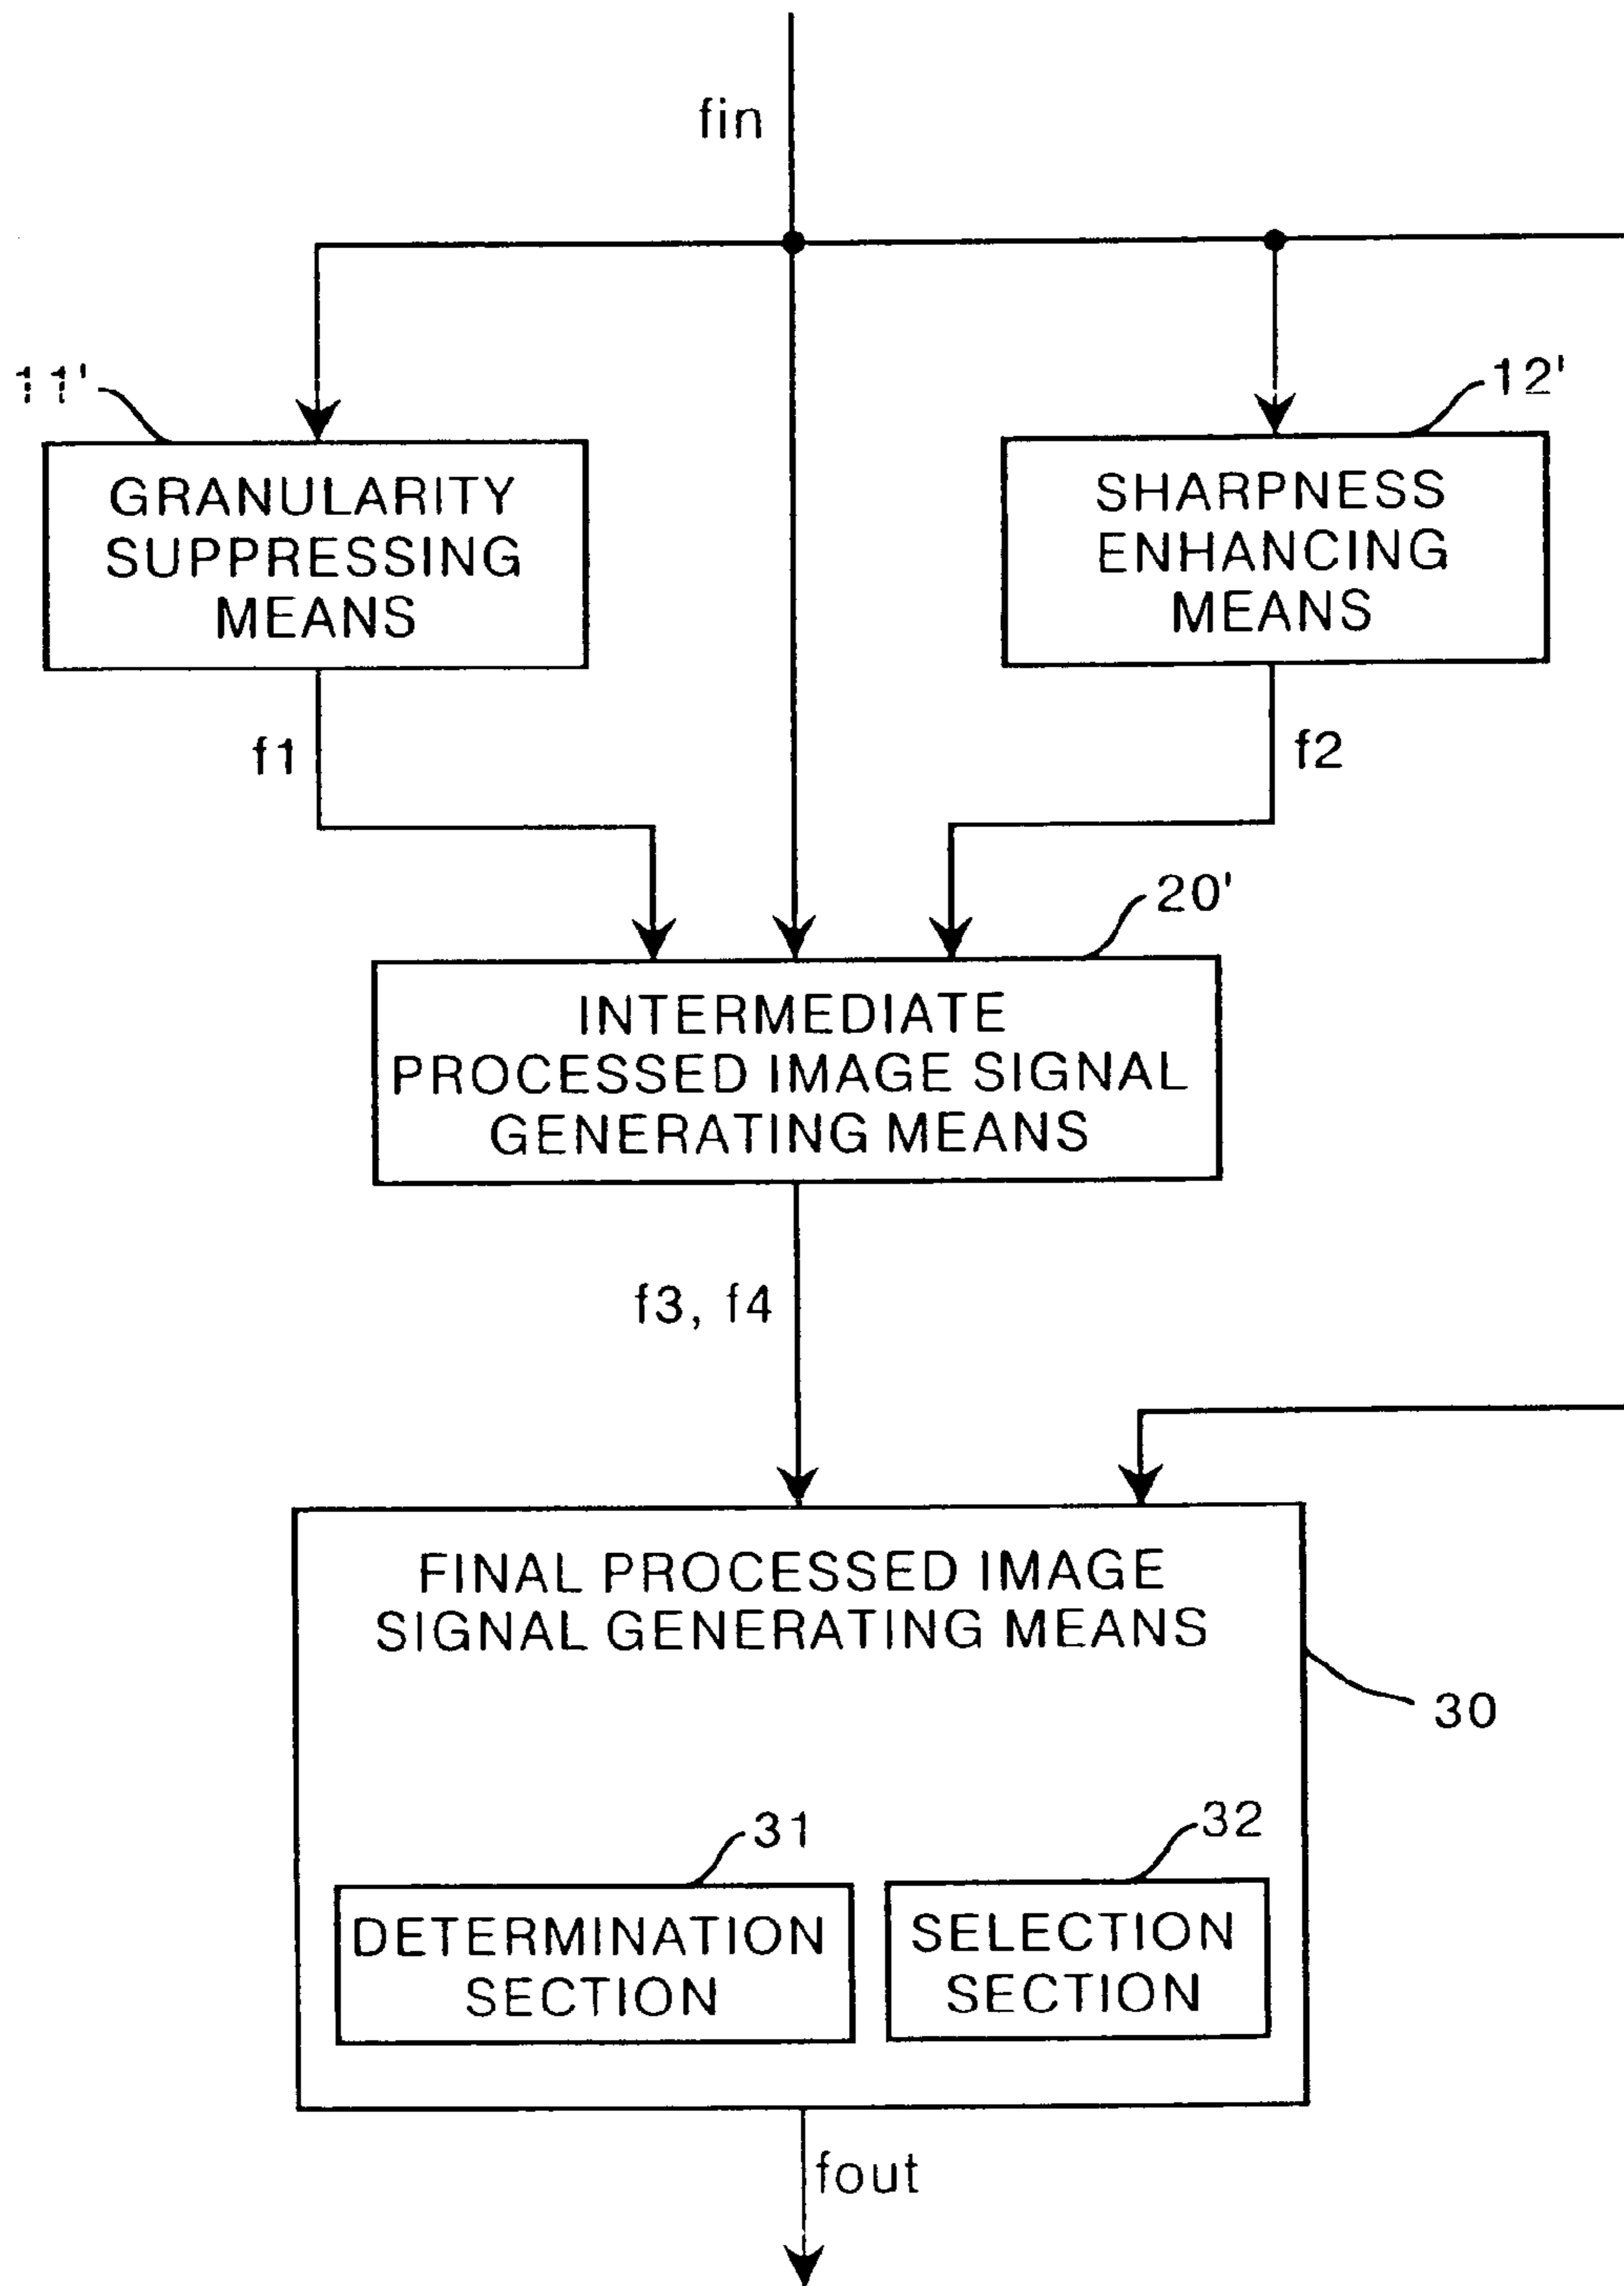 fin
11'
12'
GRANULARITY
SUPPRESSING
MEANS
SHARPNESS
ENHANCING
MEANS
f1
f2
20'
INTERMEDIATE
PROCESSED IMAGE SIGNAL
GENERATING MEANS
f3, f4
FINAL PROCESSED IMAGE
SIGNAL GENERATING MEANS
30
31
32
DETERMINATION
SECTION
SELECTION
SECTION
fout